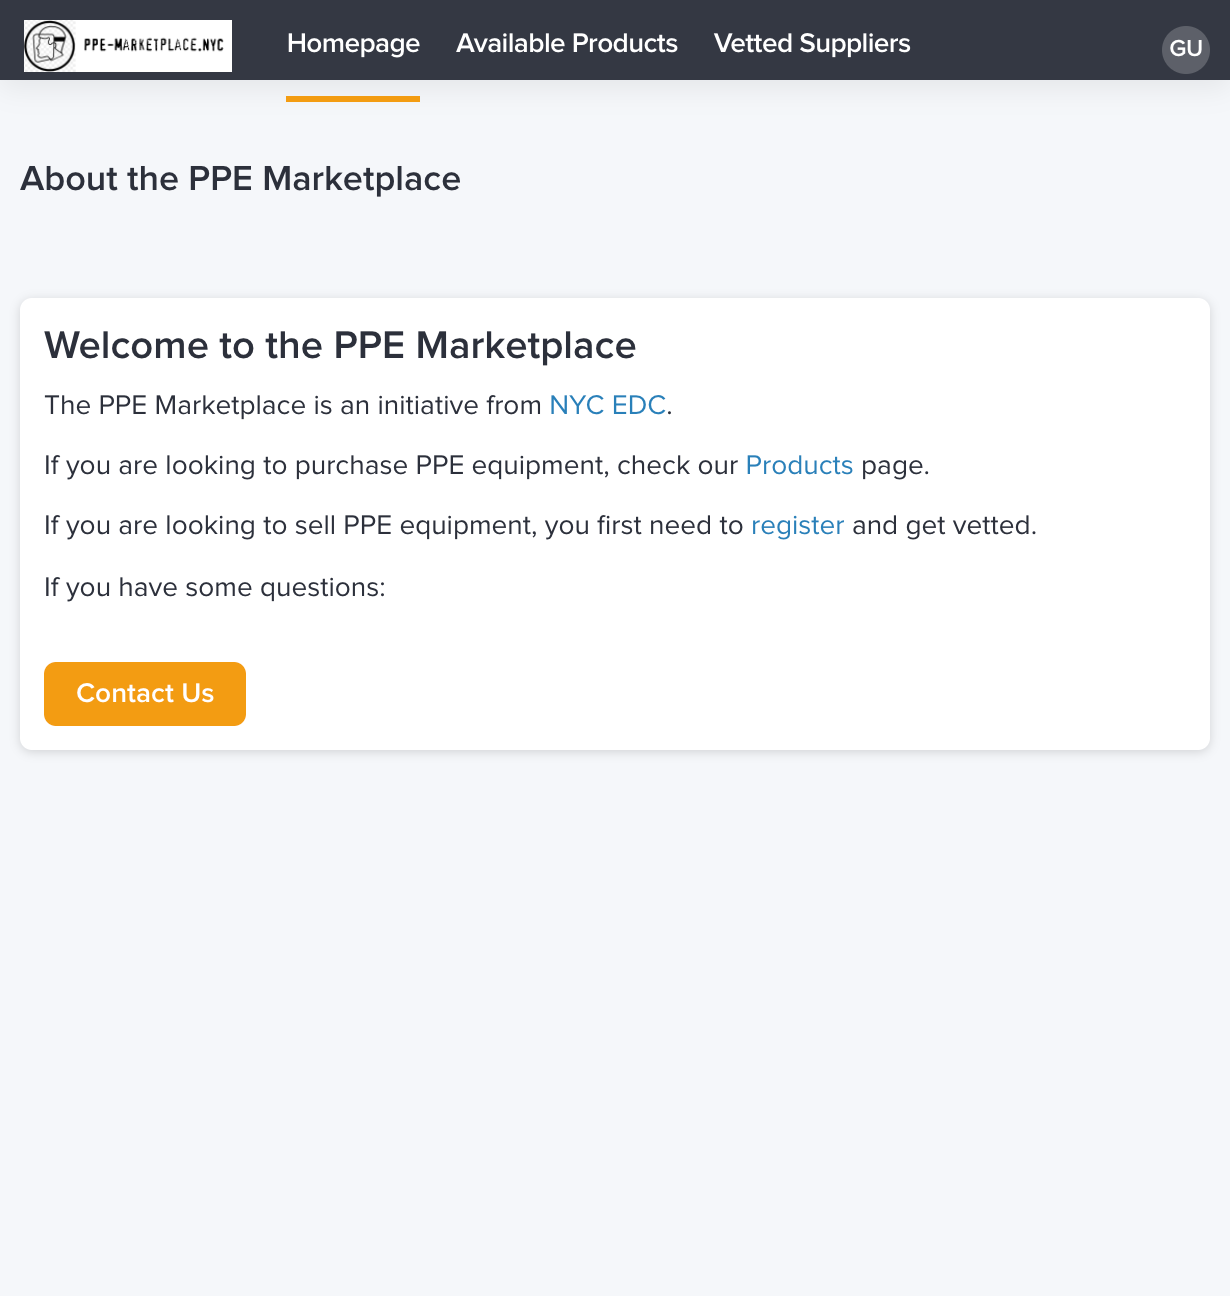 PPE-MARKETPLACE.NYC
Homepage
Available Products
Vetted Suppliers
GU
About the PPE Marketplace
Welcome to the PPE Marketplace
The PPE Marketplace is an initiative from NYC EDC.
If you are looking to purchase PPE equipment, check our Products page.
If you are looking to sell PPE equipment, you first need to register and get vetted.
If you have some questions:
Contact Us